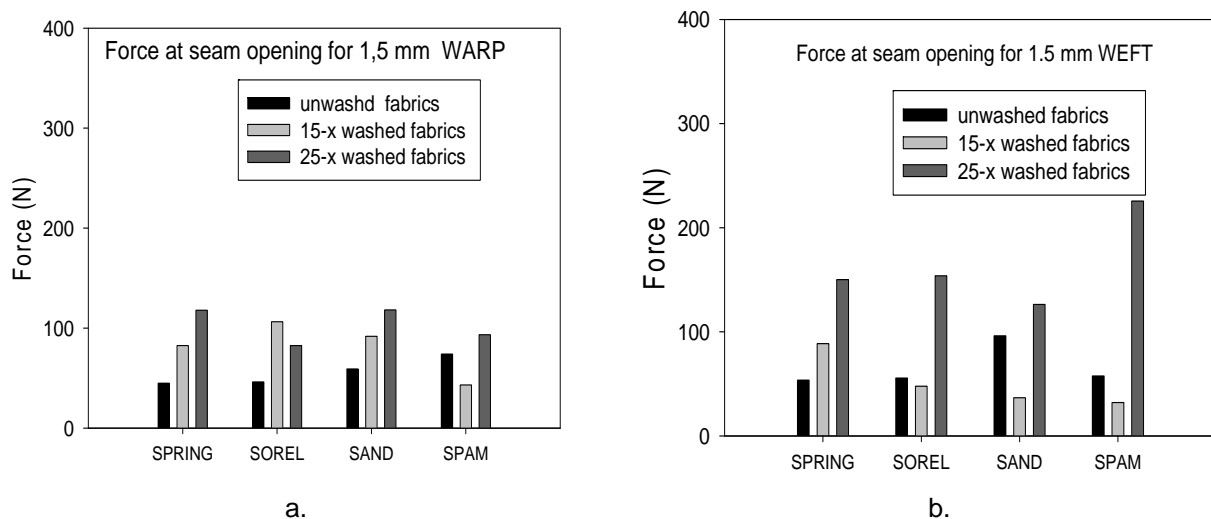 Force at seam opening for 1,5 mm WARP
unwashd fabrics
15-x washed fabrics
25-x washed fabrics
Force (N)
400
300
200
100
0
SPRING SOREL SAND SPAM
a.
Force at seam opening for 1.5 mm WEFT
unwashed fabrics
15-x washed fabrics
25-x washed fabrics
Force (N)
400
300
200
100
0
SPRING SOREL SAND SPAM
b.